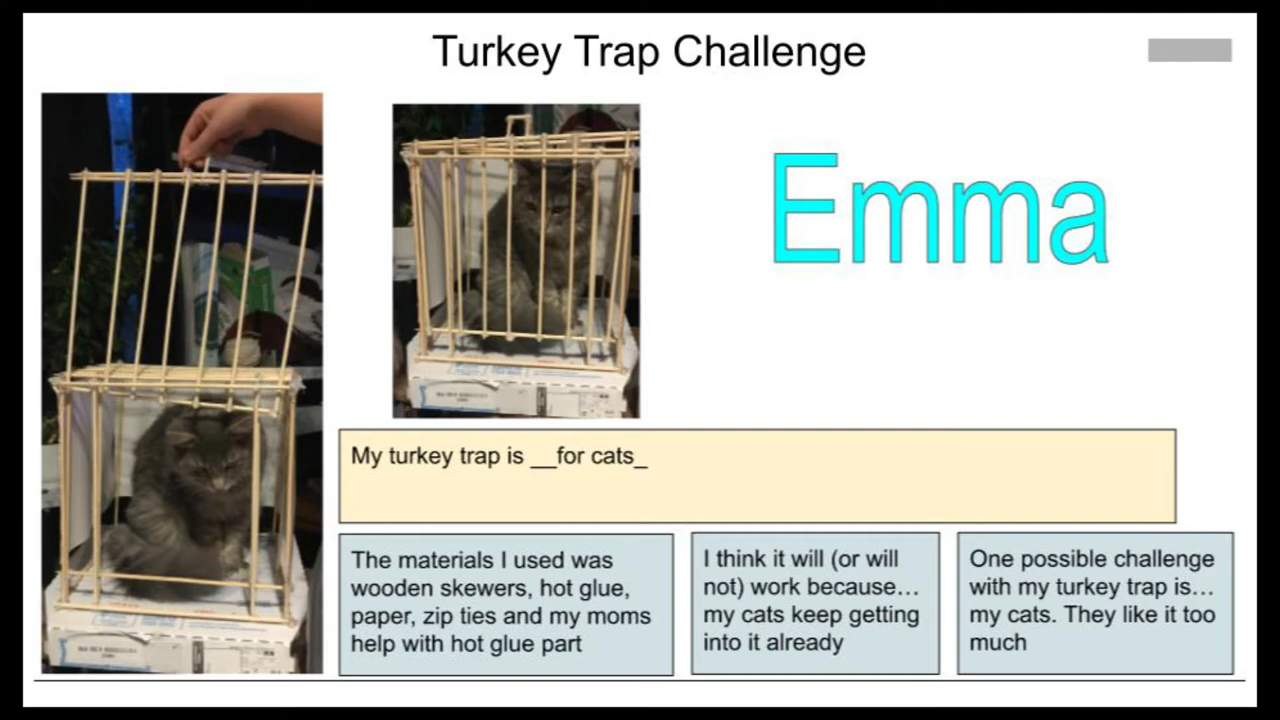 Turkey Trap Challenge
Emma
My turkey trap is __for cats_
The materials I used was
wooden skewers, hot glue,
paper, zip ties and my moms
help with hot glue part
I think it will (or will
not) work because…
my cats keep getting
into it already
One possible challenge
with my turkey trap is…
my cats. They like it too
much